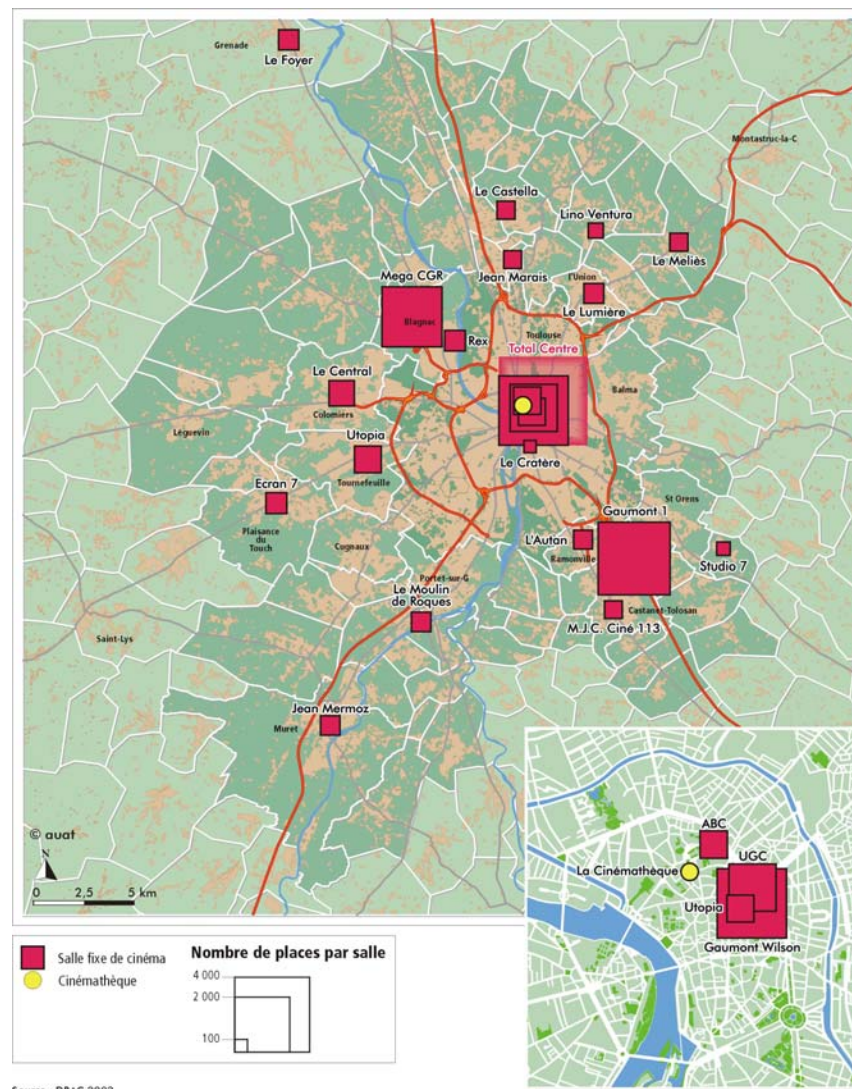 Grenade
Le Foyer
Montastruc-la-C
Le Castella
Lino Ventura
Le Meliès
Jean Marais
Mega CGR
l'Union
Le Lumière
Blagnac
Rex
Toulouse
Total Centre
Le Central
Colomiers
Balma
Léguevin
Utopia
Le Cratère
Tournefeuille
Ecran 7
St Orens
Gaumont 1
Plaisance
du
Touch
Cugnaux
L'Autan
Ramonville
Studio 7
Portet-sur-G
Le Moulin
de Roques
Castanet-Tolosan
M.J.C. Ciné 113
Saint-Lys
Jean Mermoz
Muret
© auat
N
0 2,5 5 km
ABC
La Cinémathèque
UGC
Utopia
Gaumont Wilson
Salle fixe de cinéma
Cinémathèque
Nombre de places par salle
4 000
2 000
100